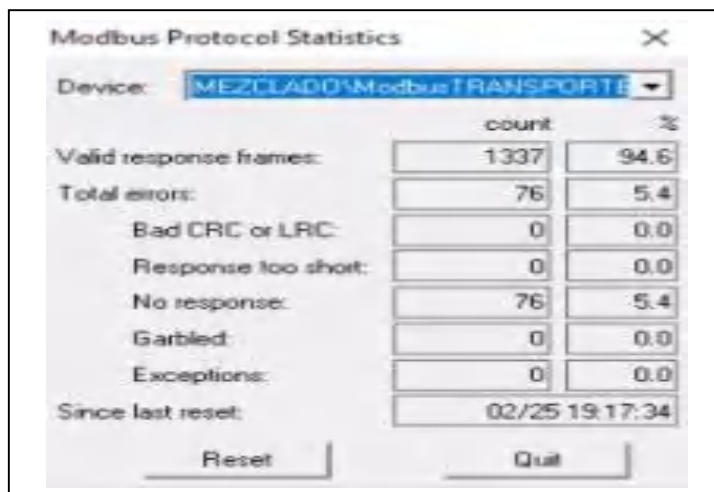 Modbus Protocol Statistics
Device: MEZCLADO\ModbusTRANSPORTE
count %
Valid response frames: 1337 94.6
Total errors: 76 5.4
Bad CRC or LRC: 0 0.0
Response too short: 0 0.0
No response: 76 5.4
Garbled: 0 0.0
Exceptions: 0 0.0
Since last reset: 02/25 19:17:34
Reset Quit